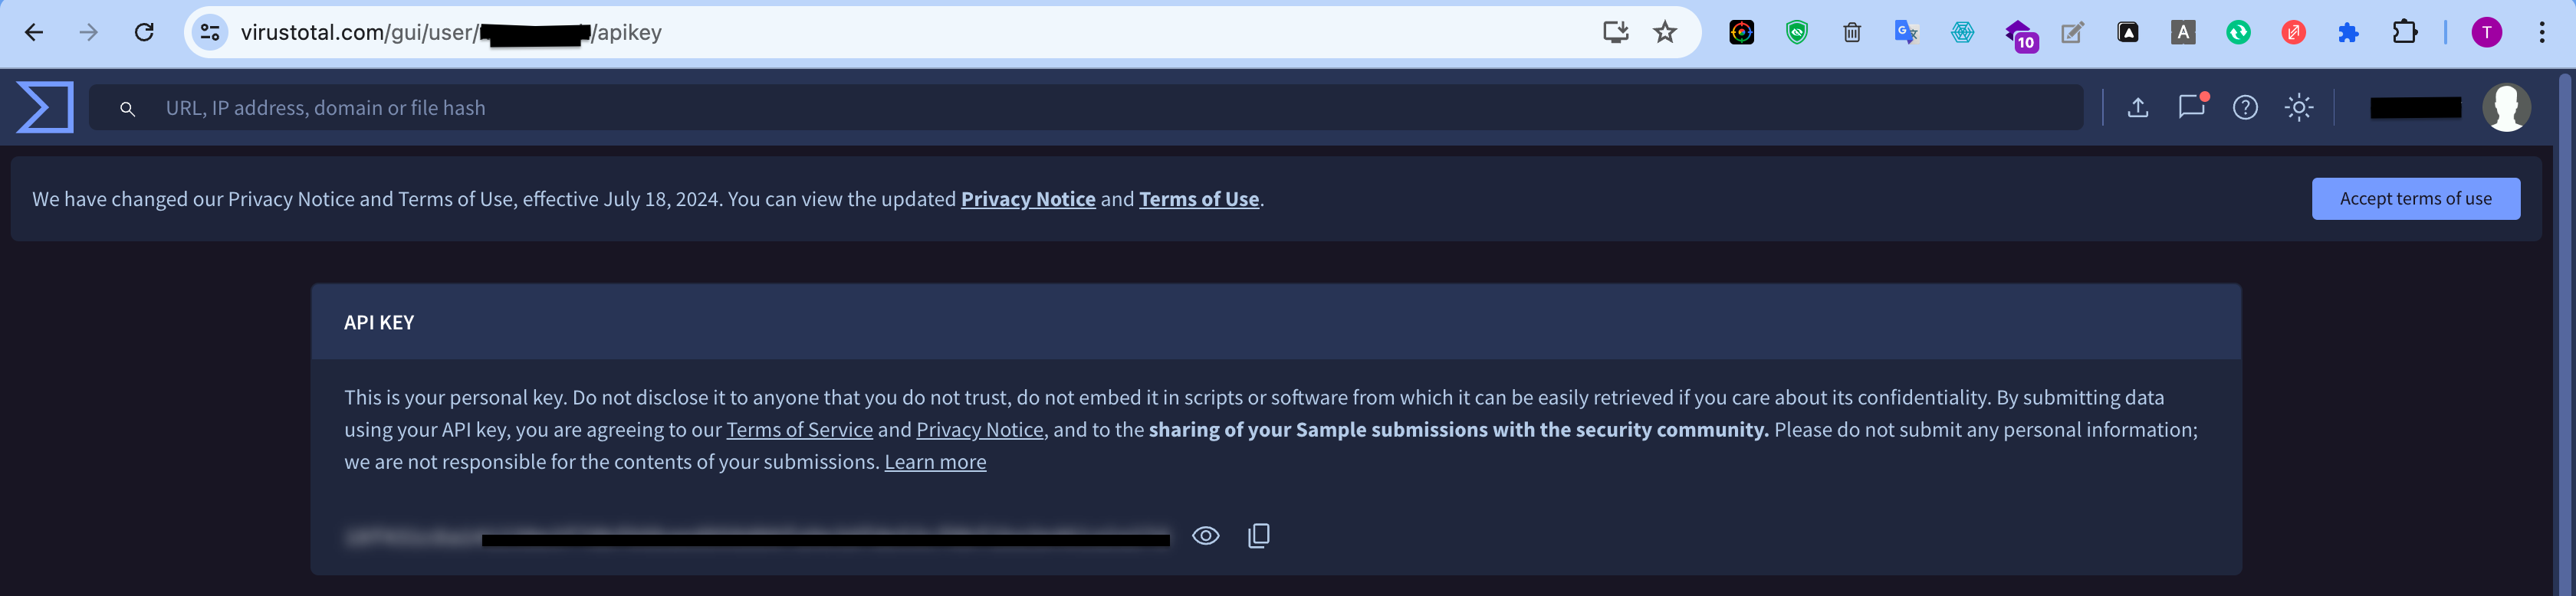 virustotal.com/gui/user/ /apikey
10
A
T
URL, IP address, domain or file hash
We have changed our Privacy Notice and Terms of Use, effective July 18, 2024. You can view the updated Privacy Notice and Terms of Use.
Accept terms of use
API KEY
This is your personal key. Do not disclose it to anyone that you do not trust, do not embed it in scripts or software from which it can be easily retrieved if you care about its confidentiality. By submitting data
using your API key, you are agreeing to our Terms of Service and Privacy Notice, and to the sharing of your Sample submissions with the security community. Please do not submit any personal information;
we are not responsible for the contents of your submissions. Learn more